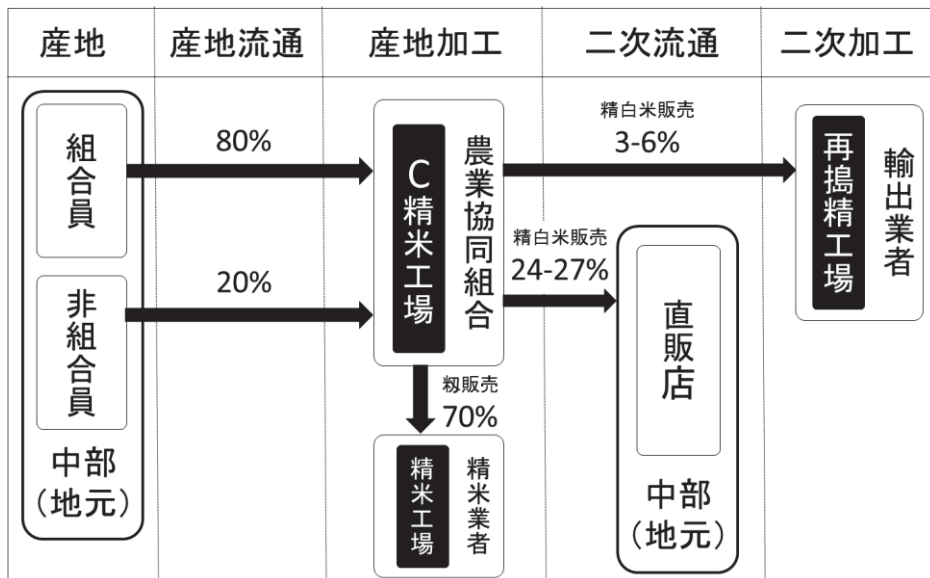 産地
産地流通
産地加工
二次流通
二次加工
組合員
非組合員
中部
(地元)
80%
20%
C精米工場
農業協同組合
籾販売
70%
精米工場
精米業者
精白米販売
3-6%
精白米販売
24-27%
直販店
中部
(地元)
再搗精工場
輸出業者